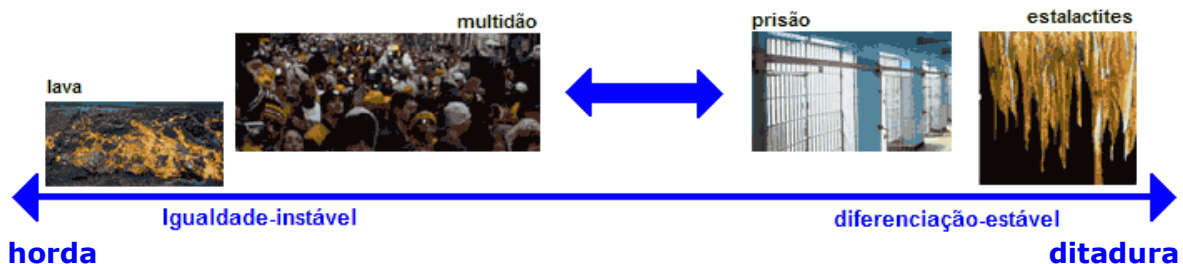 multidão
prisão
estalactites
lava
Igualdade-instável
diferenciação-estável
horda
ditadura